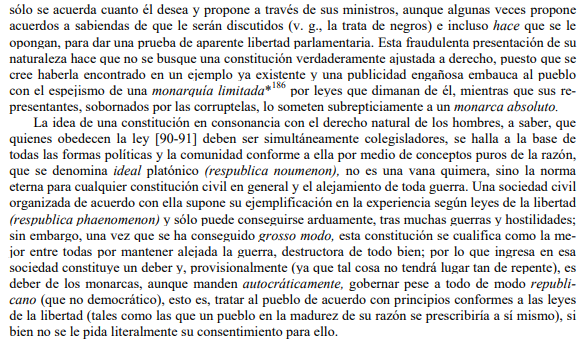 sólo se acuerda cuanto él desea y propone a través de sus ministros, aunque algunas veces propone
acuerdos a sabiendas de que le serán discutidos (v. g., la trata de negros) e incluso hace que se le
opongan, para dar una prueba de aparente libertad parlamentaria. Esta fraudulenta presentación de su
naturaleza hace que no se busque una constitución verdaderamente ajustada a derecho, puesto que se
cree haberla encontrado en un ejemplo ya existente y una publicidad engañosa embauca al pueblo
con el espejismo de una monarquía limitada*186 por leyes que dimanan de él, mientras que sus re-
presentantes, sobornados por las corruptelas, lo someten subrepticiamente a un monarca absoluto.
La idea de una constitución en consonancia con el derecho natural de los hombres, a saber, que
quienes obedecen la ley [90-91] deben ser simultáneamente colegisladores, se halla a la base de
todas las formas políticas y la comunidad conforme a ella por medio de conceptos puros de la razón,
que se denomina ideal platónico (respublica noumenon), no es una vana quimera, sino la norma
eterna para cualquier constitución civil en general y el alejamiento de toda guerra. Una sociedad civil
organizada de acuerdo con ella supone su ejemplificación en la experiencia según leyes de la libertad
(respublica phaenomenon) y sólo puede conseguirse arduamente, tras muchas guerras y hostilidades;
sin embargo, una vez que se ha conseguido grosso modo, esta constitución se cualifica como la me-
jor entre todas por mantener alejada la guerra, destructora de todo bien; por lo que ingresa en esa
sociedad constituye un deber y, provisionalmente (ya que tal cosa no tendrá lugar tan de repente), es
deber de los monarcas, aunque manden autocráticamente, gobernar pese a todo de modo republi-
cano (que no democrático), esto es, tratar al pueblo de acuerdo con principios conformes a las leyes
de la libertad (tales como las que un pueblo en la madurez de su razón se prescribiría a sí mismo), si
bien no se le pida literalmente su consentimiento para ello.